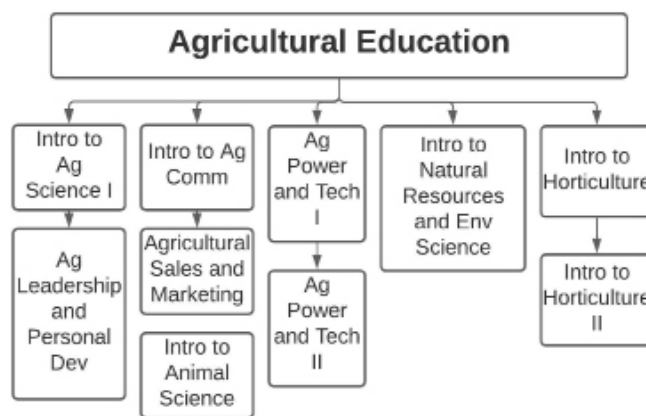 Agricultural Education
Intro to
Ag
Science I
Intro to Ag
Comm
Ag
Power
and Tech
I
Intro to
Natural
Resources
and Env
Science
Intro to
Horticulture
Ag
Leadership
and
Personal
Dev
Agricultural
Sales and
Marketing
Ag
Power
and Tech
II
Intro to
Horticulture
II
Intro to
Animal
Science